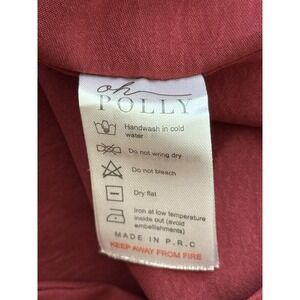 oh
POLLY
Handwash in cold
water
Do not wring dry
Do not bleach
Dry flat
Iron at low temperature
inside out (avoid
embellishments)
MADE IN P.R.C
KEEP AWAY FROM FIRE